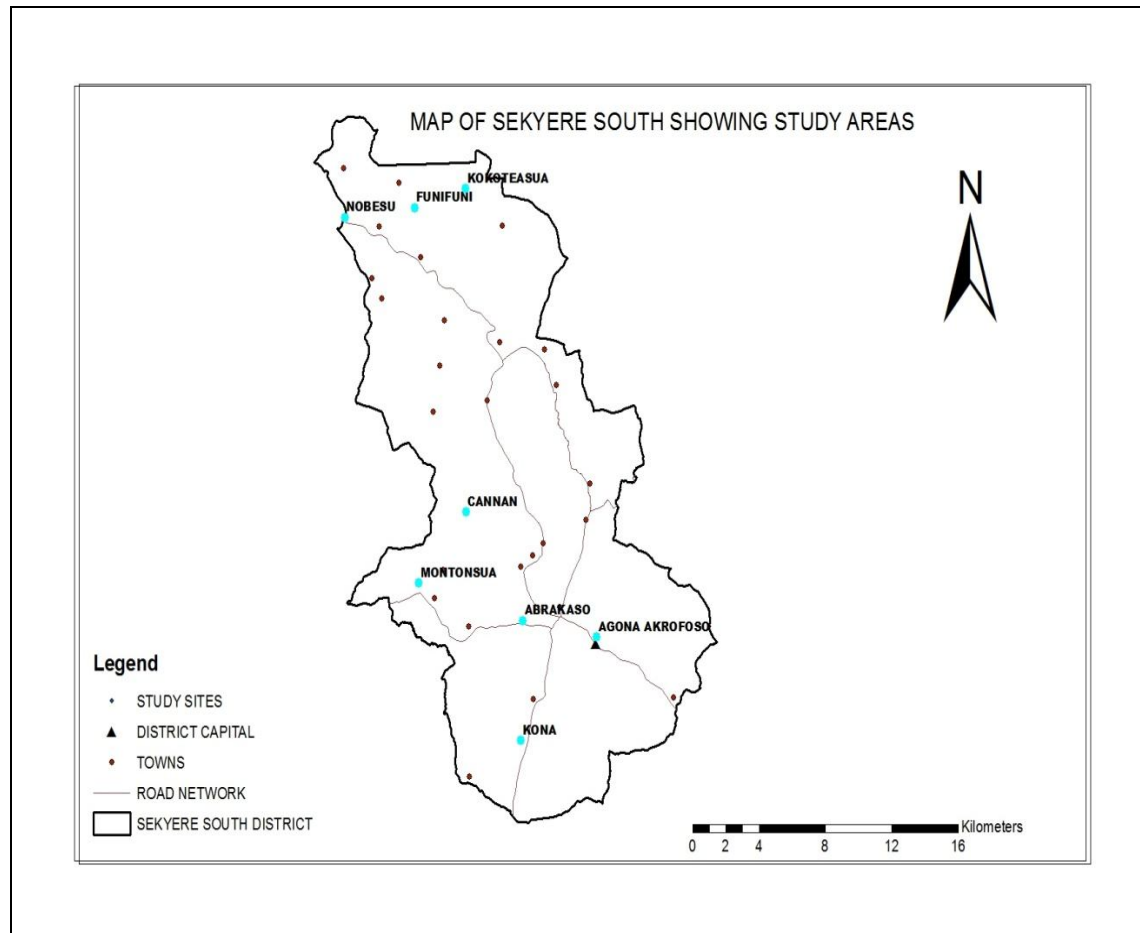 MAP OF SEKYERE SOUTH SHOWING STUDY AREAS
N
KOKOTEASUA
FUNIFUNI
NOBESU
CANNAN
MONTONSUA
ABRAKASO
AGONA AKROFOSO
KONA
Legend
STUDY SITES
DISTRICT CAPITAL
TOWNS
ROAD NETWORK
SEKYERE SOUTH DISTRICT
Kilometers
0 2 4 8 12 16